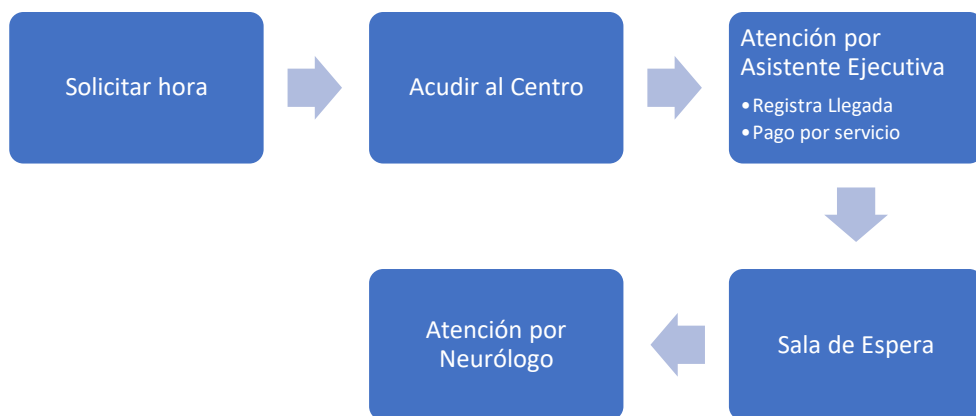 Solicitar hora
Acudir al Centro
Atención por
Asistente Ejecutiva
•Registra Llegada
•Pago por servicio
Atención por
Neurólogo
Sala de Espera